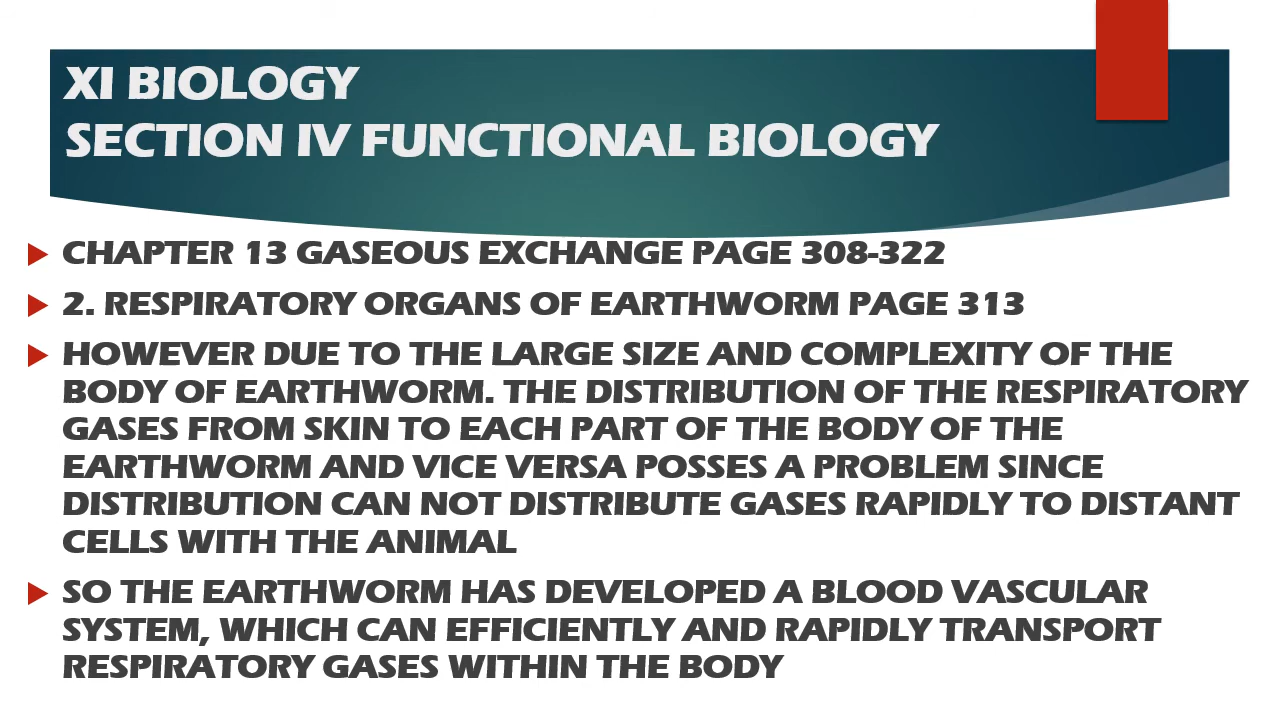 XI BIOLOGY
SECTION IV FUNCTIONAL BIOLOGY
CHAPTER 13 GASEOUS EXCHANGE PAGE 308-322
2. RESPIRATORY ORGANS OF EARTHWORM PAGE 313
HOWEVER DUE TO THE LARGE SIZE AND COMPLEXITY OF THE
BODY OF EARTHWORM. THE DISTRIBUTION OF THE RESPIRATORY
GASES FROM SKIN TO EACH PART OF THE BODY OF THE
EARTHWORM AND VICE VERSA POSSES A PROBLEM SINCE
DISTRIBUTION CAN NOT DISTRIBUTE GASES RAPIDLY TO DISTANT
CELLS WITH THE ANIMAL
SO THE EARTHWORM HAS DEVELOPED A BLOOD VASCULAR
SYSTEM, WHICH CAN EFFICIENTLY AND RAPIDLY TRANSPORT
RESPIRATORY GASES WITHIN THE BODY